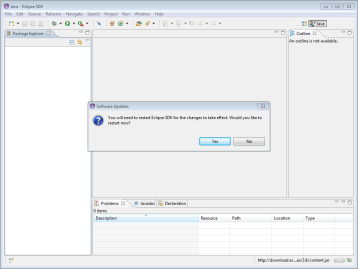 Java - Eclipse SDK
File Edit Source Refactor Navigate Search Project Run Window Help
Java
Package Explorer
Outline
An outline is not available.
Software Updates
You will need to restart Eclipse SDK for the changes to take effect. Would you like to
restart now?
Yes No
Problems Javadoc Declaration
0 items
Description Resource Path Location Type
http://download.ec...es/3.6/content.jar